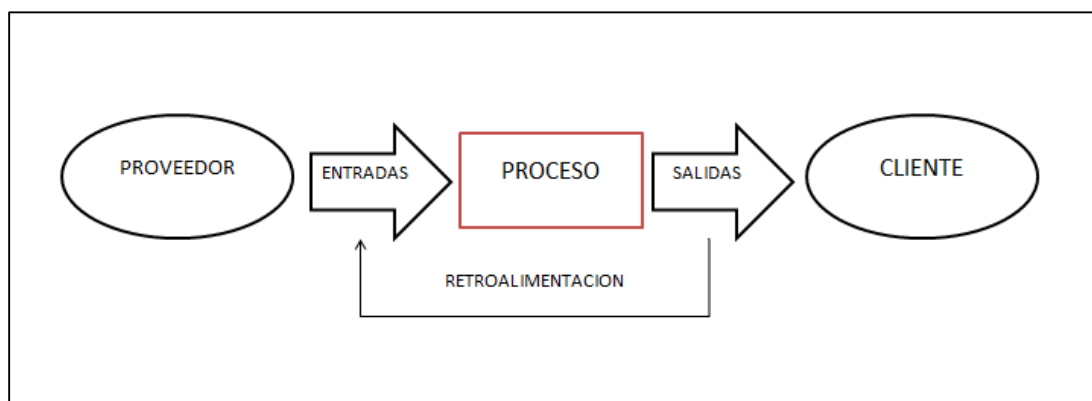 PROVEEDOR
ENTRADAS
PROCESO
SALIDAS
CLIENTE
RETROALIMENTACION